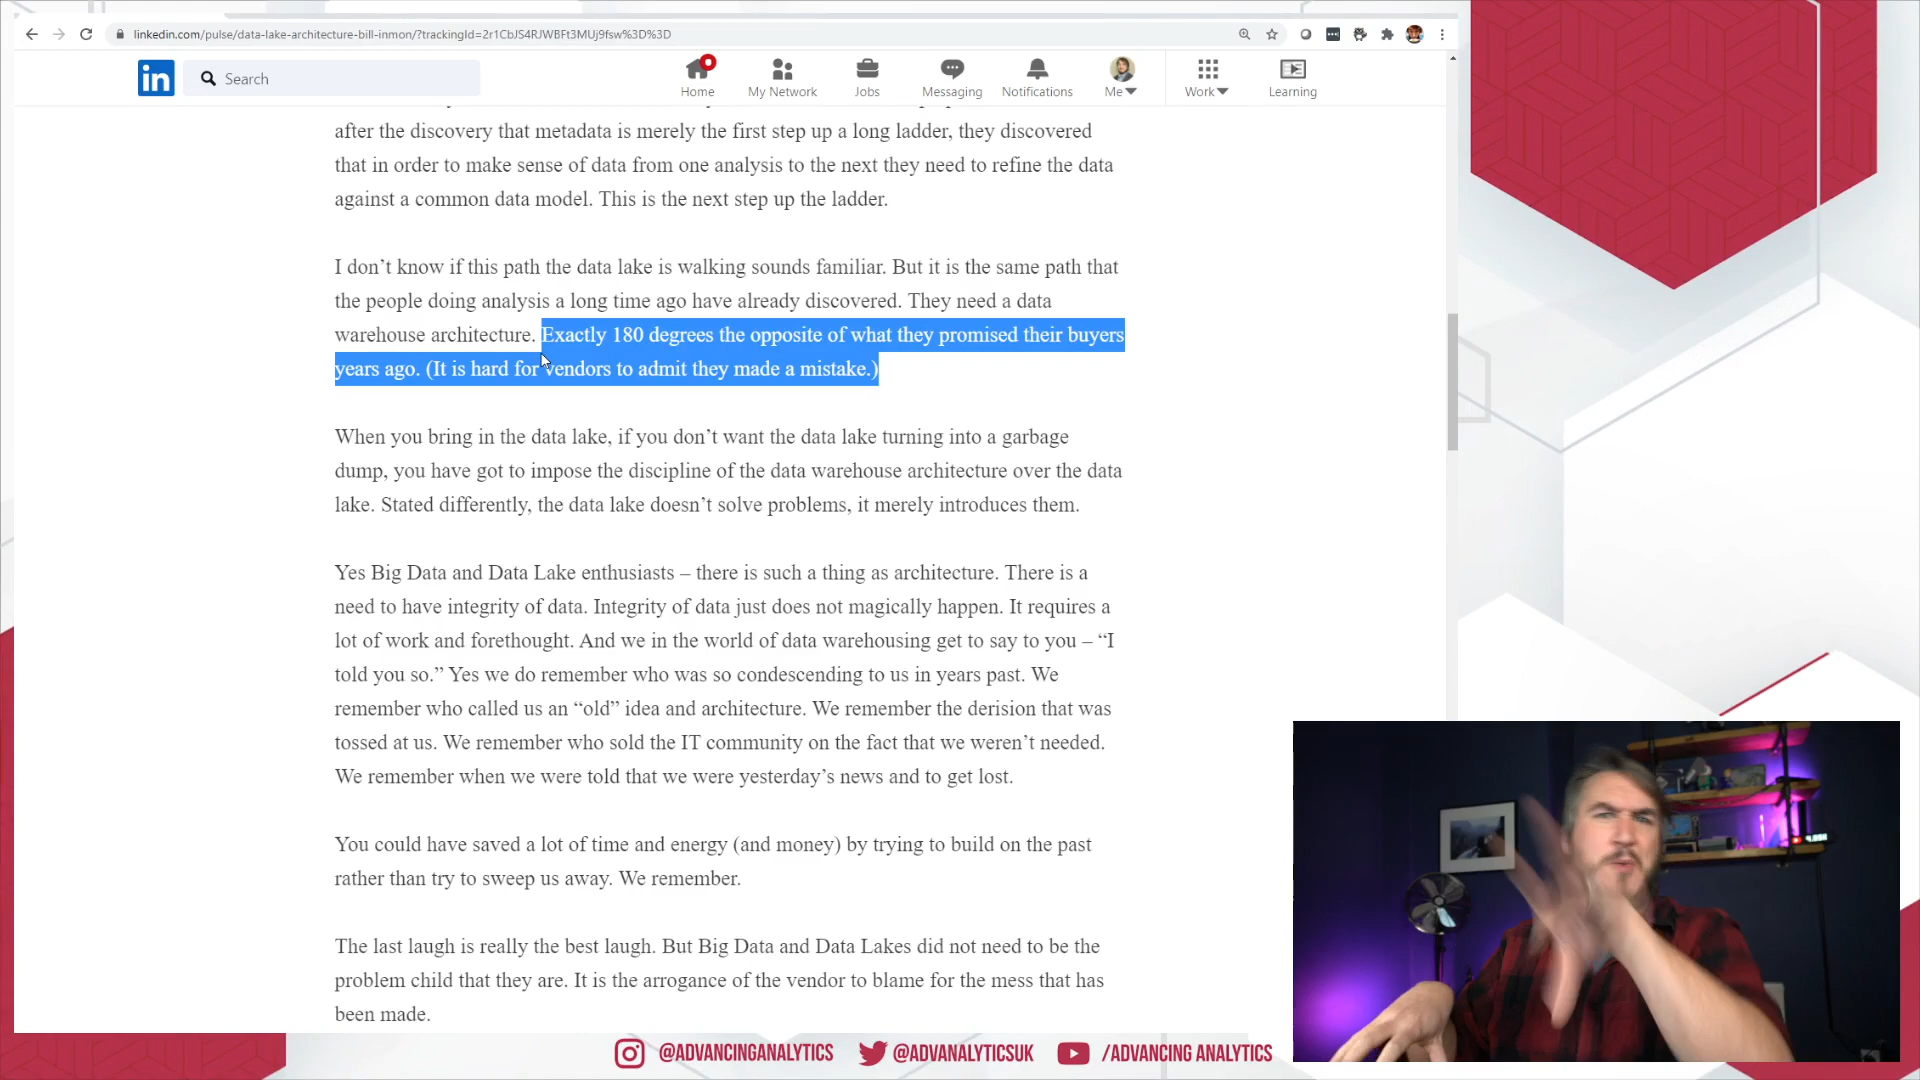 linkedin.com/pulse/data-lake-architecture-bill-inmon/?trackingId=2r1CbJS4RJWBFt3MUj9fsw%3D%3D
in
Search
Home
My Network
Jobs
Messaging
Notifications
Me
Work
Learning
after the discovery that metadata is merely the first step up a long ladder, they discovered
that in order to make sense of data from one analysis to the next they need to refine the data
against a common data model. This is the next step up the ladder.
I don’t know if this path the data lake is walking sounds familiar. But it is the same path that
the people doing analysis a long time ago have already discovered. They need a data
warehouse architecture. Exactly 180 degrees the opposite of what they promised their buyers
years ago. (It is hard for vendors to admit they made a mistake.)
When you bring in the data lake, if you don’t want the data lake turning into a garbage
dump, you have got to impose the discipline of the data warehouse architecture over the data
lake. Stated differently, the data lake doesn’t solve problems, it merely introduces them.
Yes Big Data and Data Lake enthusiasts – there is such a thing as architecture. There is a
need to have integrity of data. Integrity of data just does not magically happen. It requires a
lot of work and forethought. And we in the world of data warehousing get to say to you – “I
told you so.” Yes we do remember who was so condescending to us in years past. We
remember who called us an “old” idea and architecture. We remember the derision that was
tossed at us. We remember who sold the IT community on the fact that we weren’t needed.
We remember when we were told that we were yesterday’s news and to get lost.
You could have saved a lot of time and energy (and money) by trying to build on the past
rather than try to sweep us away. We remember.
The last laugh is really the best laugh. But Big Data and Data Lakes did not need to be the
problem child that they are. It is the arrogance of the vendor to blame for the mess that has
been made.
@ADVANCINGANALYTICS
@ADVANALYTICSUK
/ADVANCING ANALYTICS